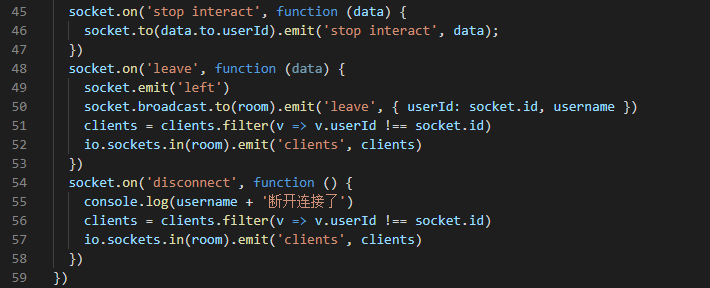 45 socket.on('stop interact', function (data) {
46 socket.to(data.to.userId).emit('stop interact', data);
47 })
48 socket.on('leave', function (data) {
49 socket.emit('left')
50 socket.broadcast.to(room).emit('leave', { userId: socket.id, username })
51 clients = clients.filter(v => v.userId !== socket.id)
52 io.sockets.in(room).emit('clients', clients)
53 })
54 socket.on('disconnect', function () {
55 console.log(username + '断开连接了')
56 clients = clients.filter(v => v.userId !== socket.id)
57 io.sockets.in(room).emit('clients', clients)
58 })
59 })